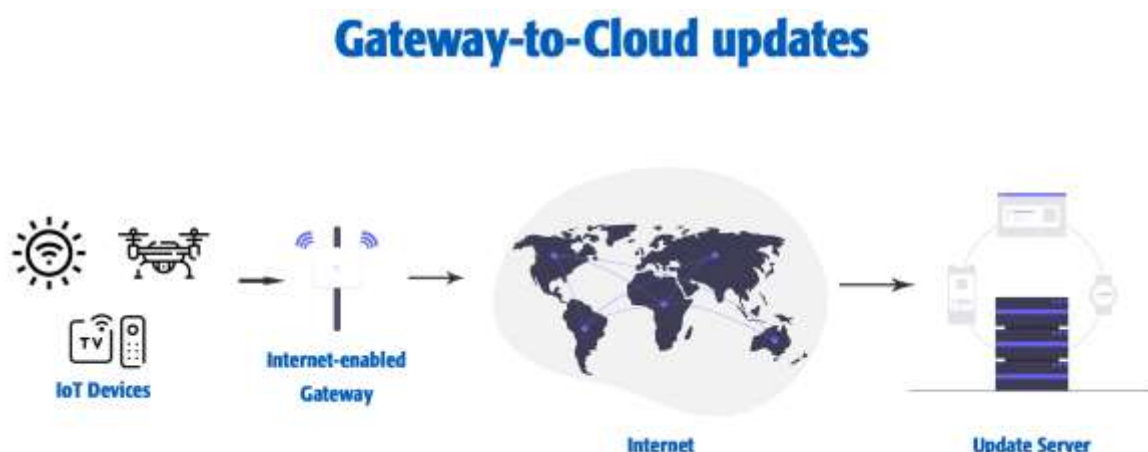 Gateway-to-Cloud updates
TV
IoT Devices
Internet-enabled
Gateway
Internet
Update Server